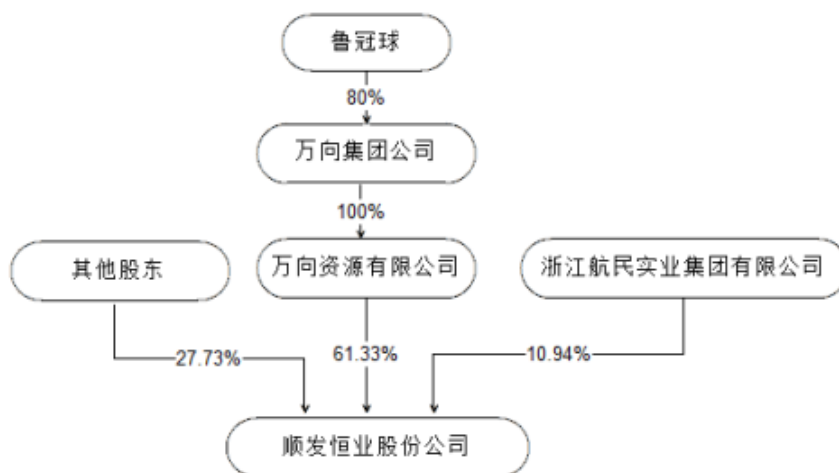 鲁冠球
80%
万向集团公司
100%
其他股东
万向资源有限公司
浙江航民实业集团有限公司
27.73%
61.33%
10.94%
顺发恒业股份公司